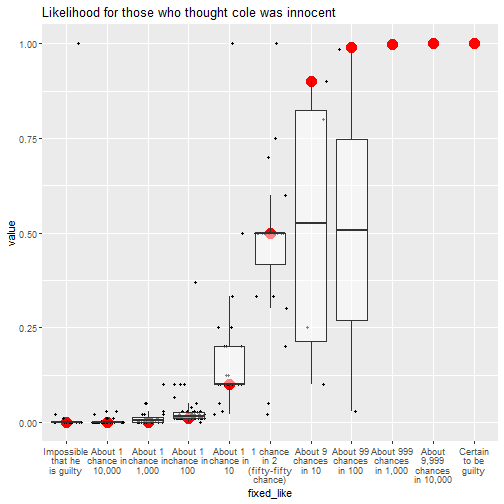 Likelihood for those who thought cole was innocent
1.00
0.75
0.50
0.25
0.00
value
Impossible
that he
is guilty
About 1
chance in
10,000
About 1
chance in
1,000
About 1
chance in
100
About 1
chance in
10
1 chance
in 2
(fifty-fifty
chance)
About 9
chances
in 10
About 99
chances
in 100
About 999
chances
in 1,000
About
9,999
chances
in 10,000
Certain
to be
guilty
fixed_like